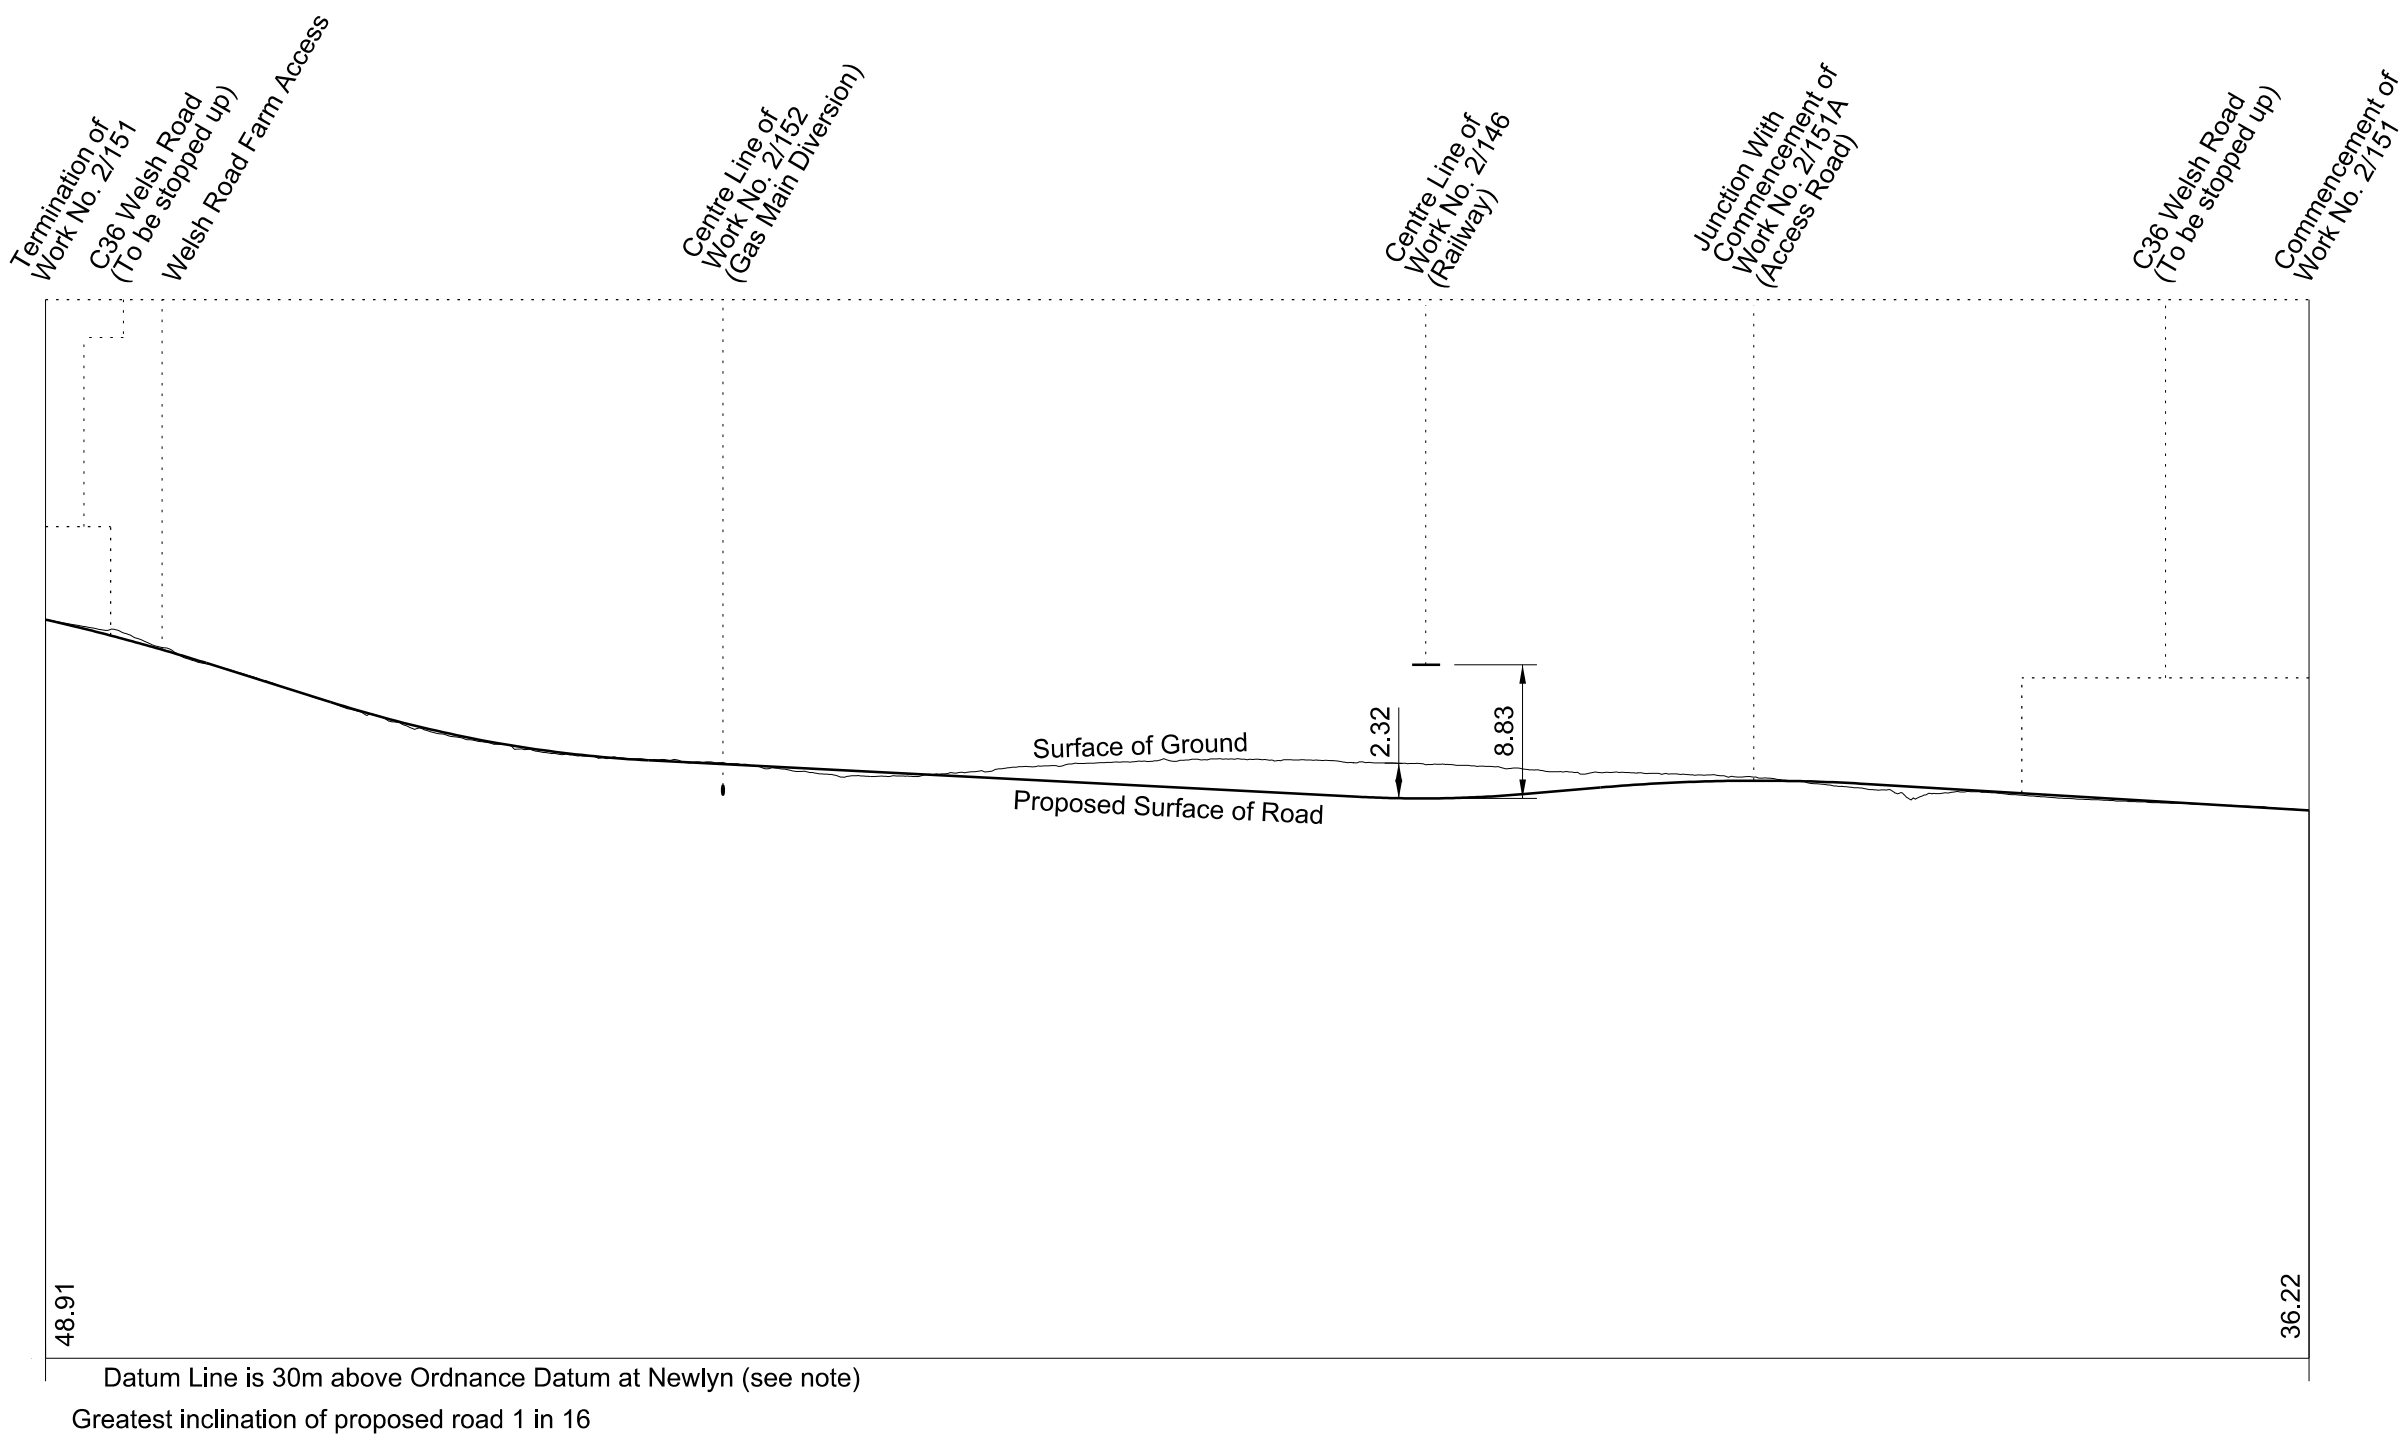 Termination of
Work No. 2/151
C36 Welsh Road
(To be stopped up)
Welsh Road Farm Access
Centre Line of
Work No. 2/152
(Gas Main Diversion)
Centre Line of
Work No. 2/146
(Railway)
Junction With
Commencement of
Work No. 2/151A
(Access Road)
C36 Welsh Road
(To be stopped up)
Commencement of
Work No. 2/151
Surface of Ground
2.32
8.83
Proposed Surface of Road
48.91
36.22
Datum Line is 30m above Ordnance Datum at Newlyn (see note)
Greatest inclination of proposed road 1 in 16